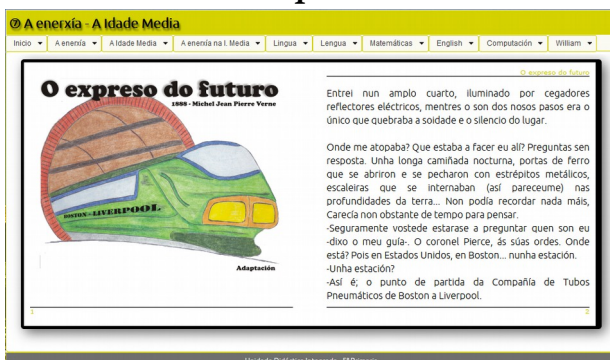 ⑦ A enerxía - A Idade Media
Inicio A enerxía A Idade Media A enerxía na I. Media Lingua Lengua Matemáticas English Computación William
O expreso do futuro
1888 - Michel Jean Pierre Verne
BOSTON - LIVERPOOL
Adaptación
1
O expreso do futuro
Entrei nun amplo cuarto, iluminado por cegadores
reflectores eléctricos, mentres o son dos nosos pasos era o
único que quebraba a soidade e o silencio do lugar.
Onde me atopaba? Que estaba a facer eu alí? Preguntas sen
resposta. Unha longa camiñada nocturna, portas de ferro
que se abriron e se pecharon con estrépitos metálicos,
escaleiras que se internaban (así pareceume) nas
profundidades da terra... Non podía recordar nada máis,
Carecía non obstante de tempo para pensar.
-Seguramente vostede estarase a preguntar quen son eu
-dixo o meu guía-. O coronel Pierce, ás súas ordes. Onde
está? Pois en Estados Unidos, en Boston... nunha estación.
-Unha estación?
-Así é; o punto de partida da Compañía de Tubos
Pneumáticos de Boston a Liverpool.
2